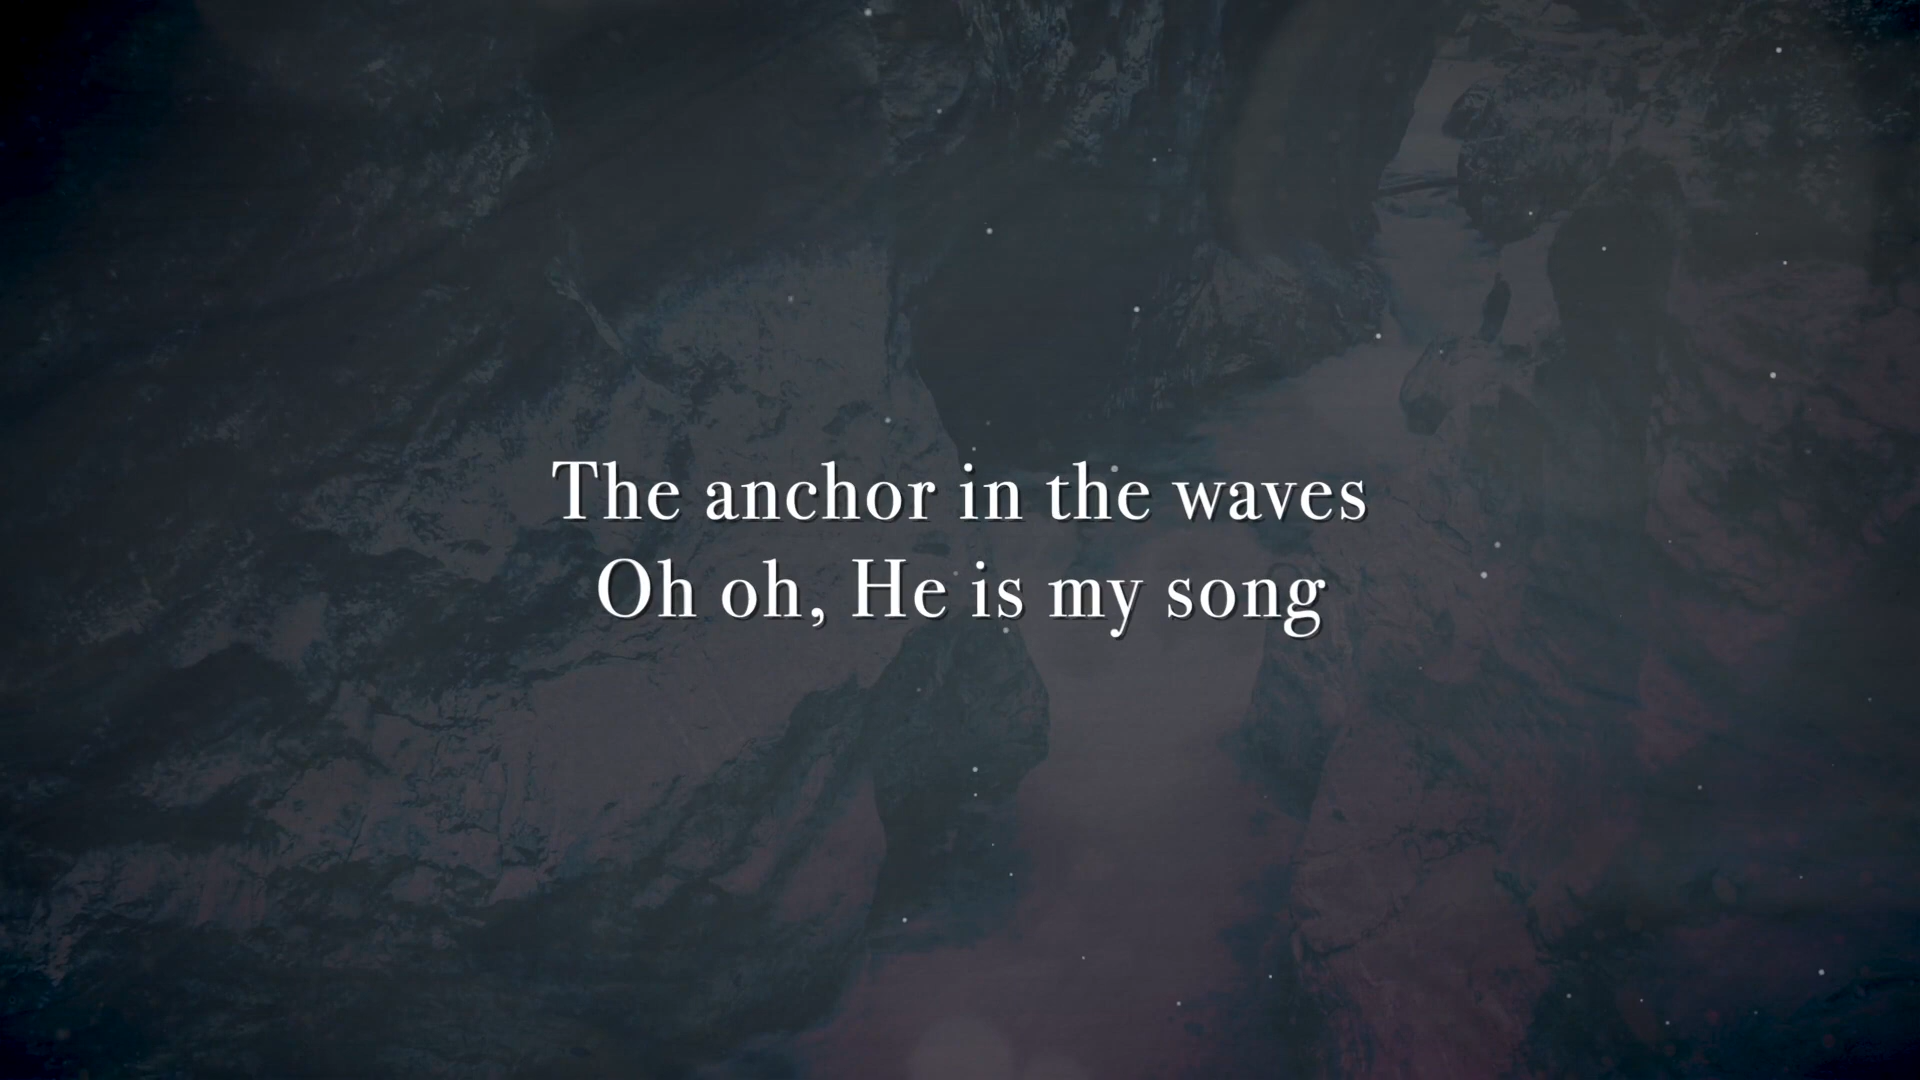 The anchor in the waves
Oh oh, He is my song